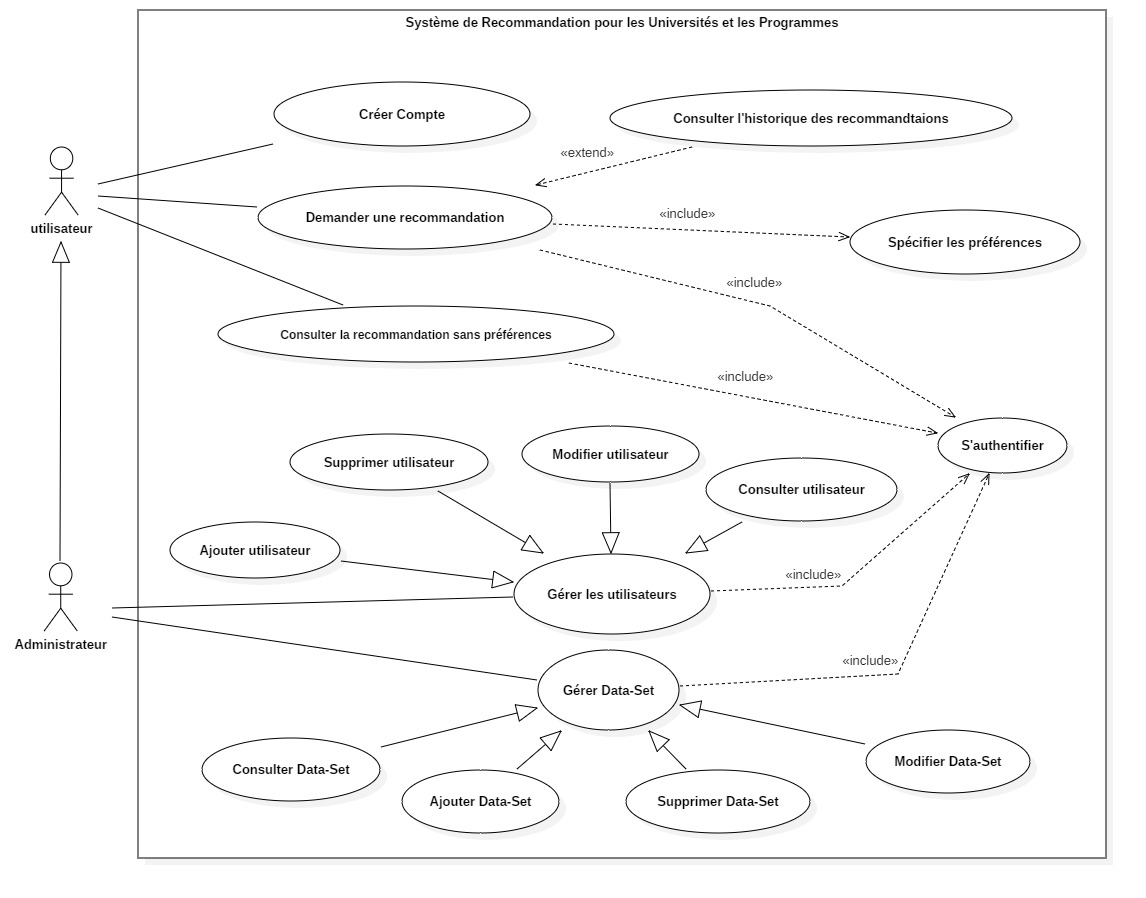 Système de Recommandation pour les Universités et les Programmes
Créer Compte
Consulter l'historique des recommandtaions
«extend»
Demander une recommandation
«include»
utilisateur
Spécifier les préférences
«include»
Consulter la recommandation sans préférences
«include»
S'authentifier
Supprimer utilisateur
Modifier utilisateur
Consulter utilisateur
Ajouter utilisateur
«include»
Gérer les utilisateurs
Administrateur
«include»
Gérer Data-Set
Consulter Data-Set
Modifier Data-Set
Ajouter Data-Set
Supprimer Data-Set